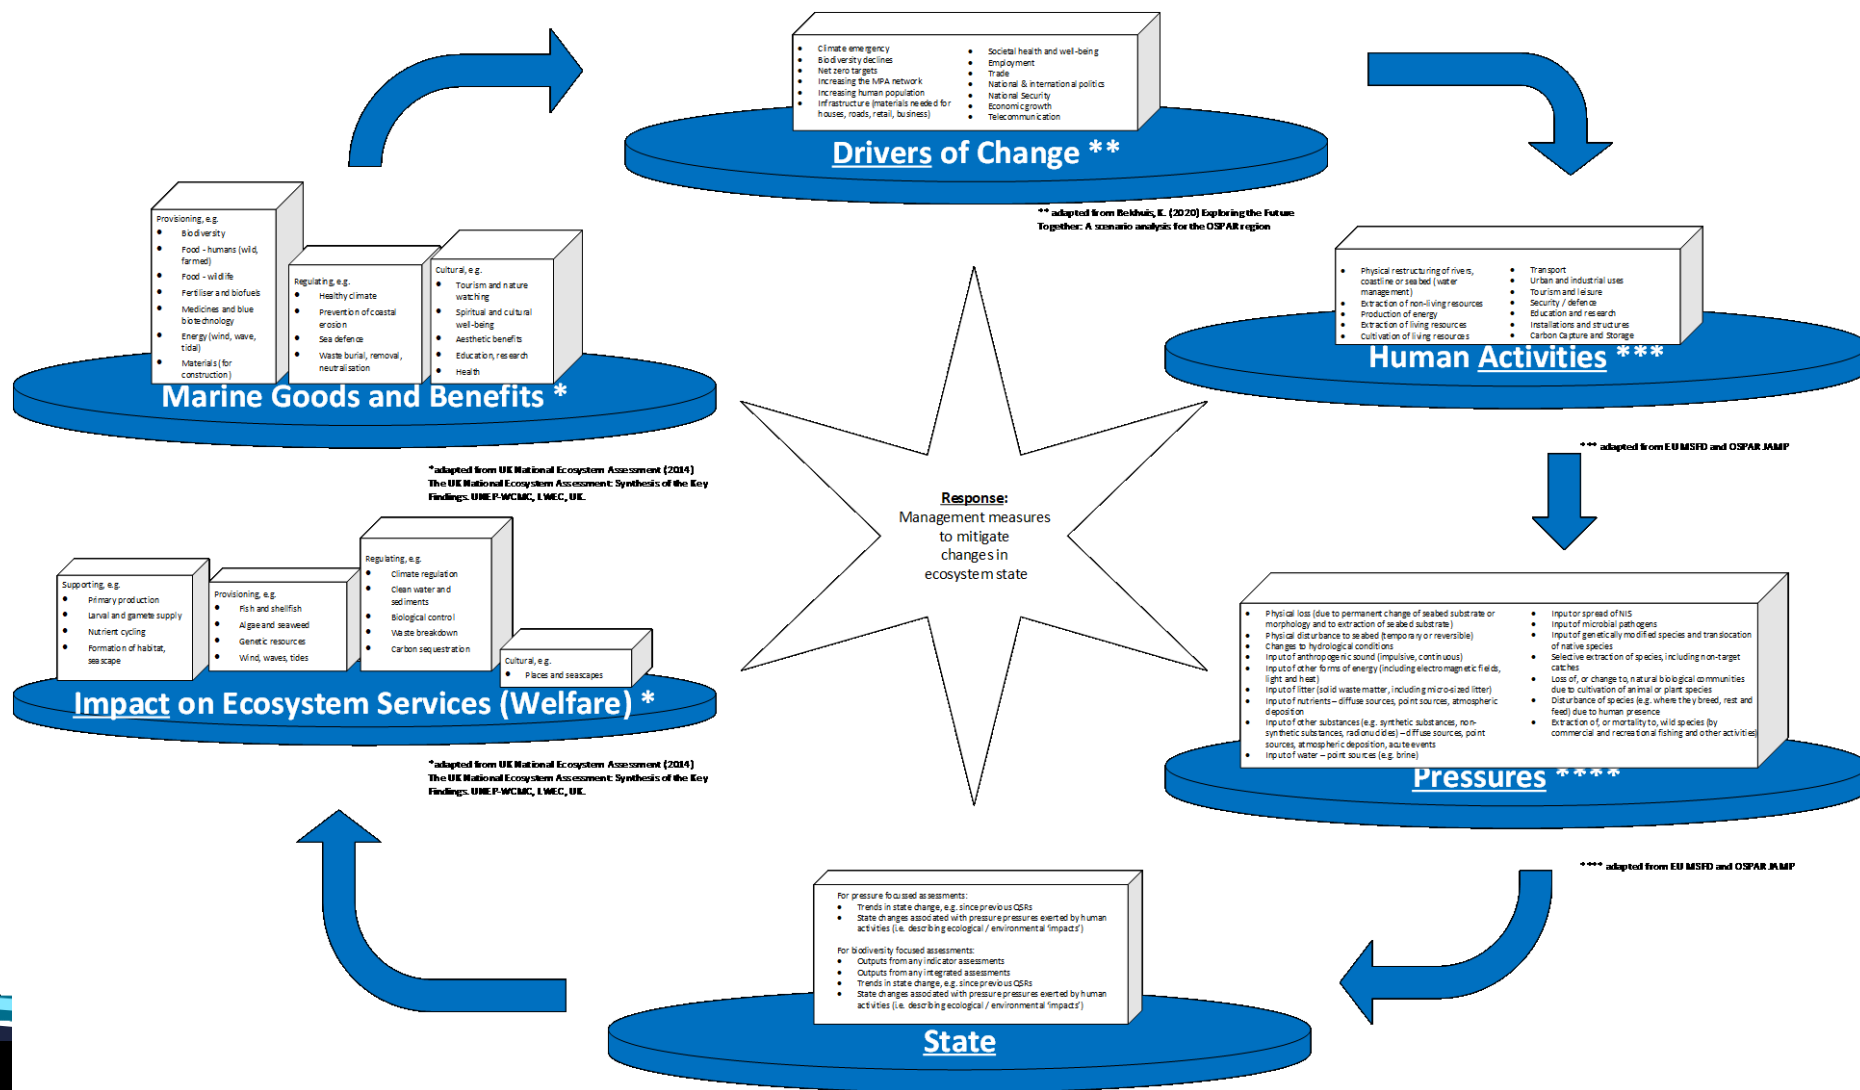 Climate emergency
Biodiversity declines
Net zero targets
Increasing the MPA network
Increasing human population
Infrastructure (materials needed for
houses, roads, retail, business)
Societal health and well-being
Employment
Trade
National & international politics
National Security
Economic growth
Telecommunication
Drivers of Change **
** adapted from Bekhuis, K. (2020) Exploring the Future
Together: A scenario analysis for the OSPAR region
Physical restructuring of rivers,
coastline or seabed (water
management)
Extraction of non-living resources
Production of energy
Extraction of living resources
Cultivation of living resources
Transport
Urban and industrial uses
Tourism and leisure
Security / defence
Education and research
Installations and structures
Carbon Capture and Storage
Human Activities ***
*** adapted from EU MSFD and OSPAR JAMP
Physical loss (due to permanent change of seabed substrate or
morphology and to extraction of seabed substrate)
Physical disturbance to seabed (temporary or reversible)
Changes to hydrological conditions
Input of anthropogenic sound (impulsive, continuous)
Input of other forms of energy (including electromagnetic fields,
light and heat)
Input of litter (solid waste matter, including micro-sized litter)
Input of nutrients – diffuse sources, point sources, atmospheric
deposition
Input of other substances (e.g. synthetic substances, non-
synthetic substances, radionuclides) – diffuse sources, point
sources, atmospheric deposition, acute events
Input of water – point sources (e.g. brine)
Input or spread of NIS
Input of microbial pathogens
Input of genetically modified species and translocation
of native species
Selective extraction of species, including non-target
catches
Loss of, or change to, natural biological communities
due to cultivation of animal or plant species
Disturbance of species (e.g. where they breed, rest and
feed) due to human presence
Extraction of, or mortality to, wild species (by
commercial and recreational fishing and other activities)
Pressures ****
**** adapted from EU MSFD and OSPAR JAMP
For pressure focussed assessments:
Trends in state change, e.g. since previous QSRs
State changes associated with pressure pressures exerted by human
activities (i.e. describing ecological / environmental 'impacts')
For biodiversity focused assessments:
Outputs from any indicator assessments
Outputs from any integrated assessments
Trends in state change, e.g. since previous QSRs
State changes associated with pressure pressures exerted by human
activities (i.e. describing ecological / environmental 'impacts')
State
Supporting, e.g.
Primary production
Larval and gamete supply
Nutrient cycling
Formation of habitat,
seascape
Provisioning, e.g.
Fish and shellfish
Algae and seaweed
Genetic resources
Wind, waves, tides
Regulating, e.g.
Climate regulation
Clean water and
sediments
Biological control
Waste breakdown
Carbon sequestration
Cultural, e.g.
Places and seascapes
Impact on Ecosystem Services (Welfare) *
*adapted from UK National Ecosystem Assessment (2014)
The UK National Ecosystem Assessment: Synthesis of the Key
Findings. UNEP-WCMC, LWEC, UK.
Provisioning, e.g.
Biodiversity
Food - humans (wild,
farmed)
Food - wildlife
Fertiliser and biofuels
Medicines and blue
biotechnology
Energy (wind, wave,
tidal)
Materials (for
construction)
Regulating, e.g.
Healthy climate
Prevention of coastal
erosion
Sea defence
Waste burial, removal,
neutralisation
Cultural, e.g.
Tourism and nature
watching
Spiritual and cultural
well-being
Aesthetic benefits
Education, research
Health
Marine Goods and Benefits *
*adapted from UK National Ecosystem Assessment (2014)
The UK National Ecosystem Assessment: Synthesis of the Key
Findings. UNEP-WCMC, LWEC, UK.
Response:
Management measures
to mitigate
changes in
ecosystem state